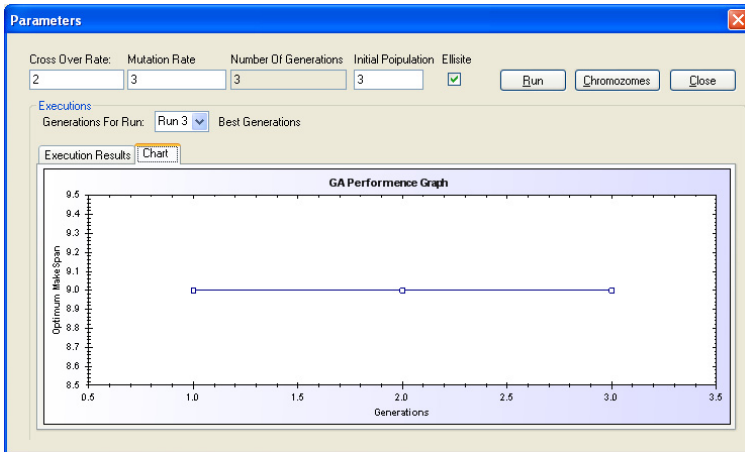 Parameters
Cross Over Rate: Mutation Rate Number Of Generations Initial Poipulation Ellisite
2 3 3 3 Run Chromozomes Close
Executions
Generations For Run: Run 3 Best Generations
Execution Results Chart
GA Performence Graph
9.5
9.4
9.3
9.2
9.1
9.0
8.9
8.8
8.7
8.6
8.5
Optimum MakeSpan
0.5 1.0 1.5 2.0 2.5 3.0 3.5
Generations